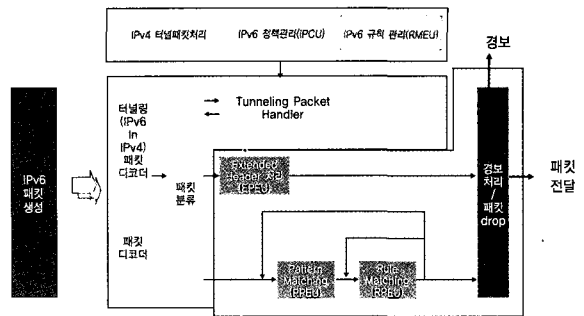 IPv4 터널패킷처리
IPv6 정책관리(IPCU)
IPv6 규칙 관리(RMEU)
경보
터널링
(IPv6
In
IPv4)
패킷
디코더
Tunneling Packet
Handler
IPv6
패킷
생성
패킷
분류
Extended
Header 처리
(EPEU)
경보
처리
/
패킷
drop
패킷
전달
패킷
디코더
Pattern
Matching
(PPEU)
Rule
Matching
(RPEU)